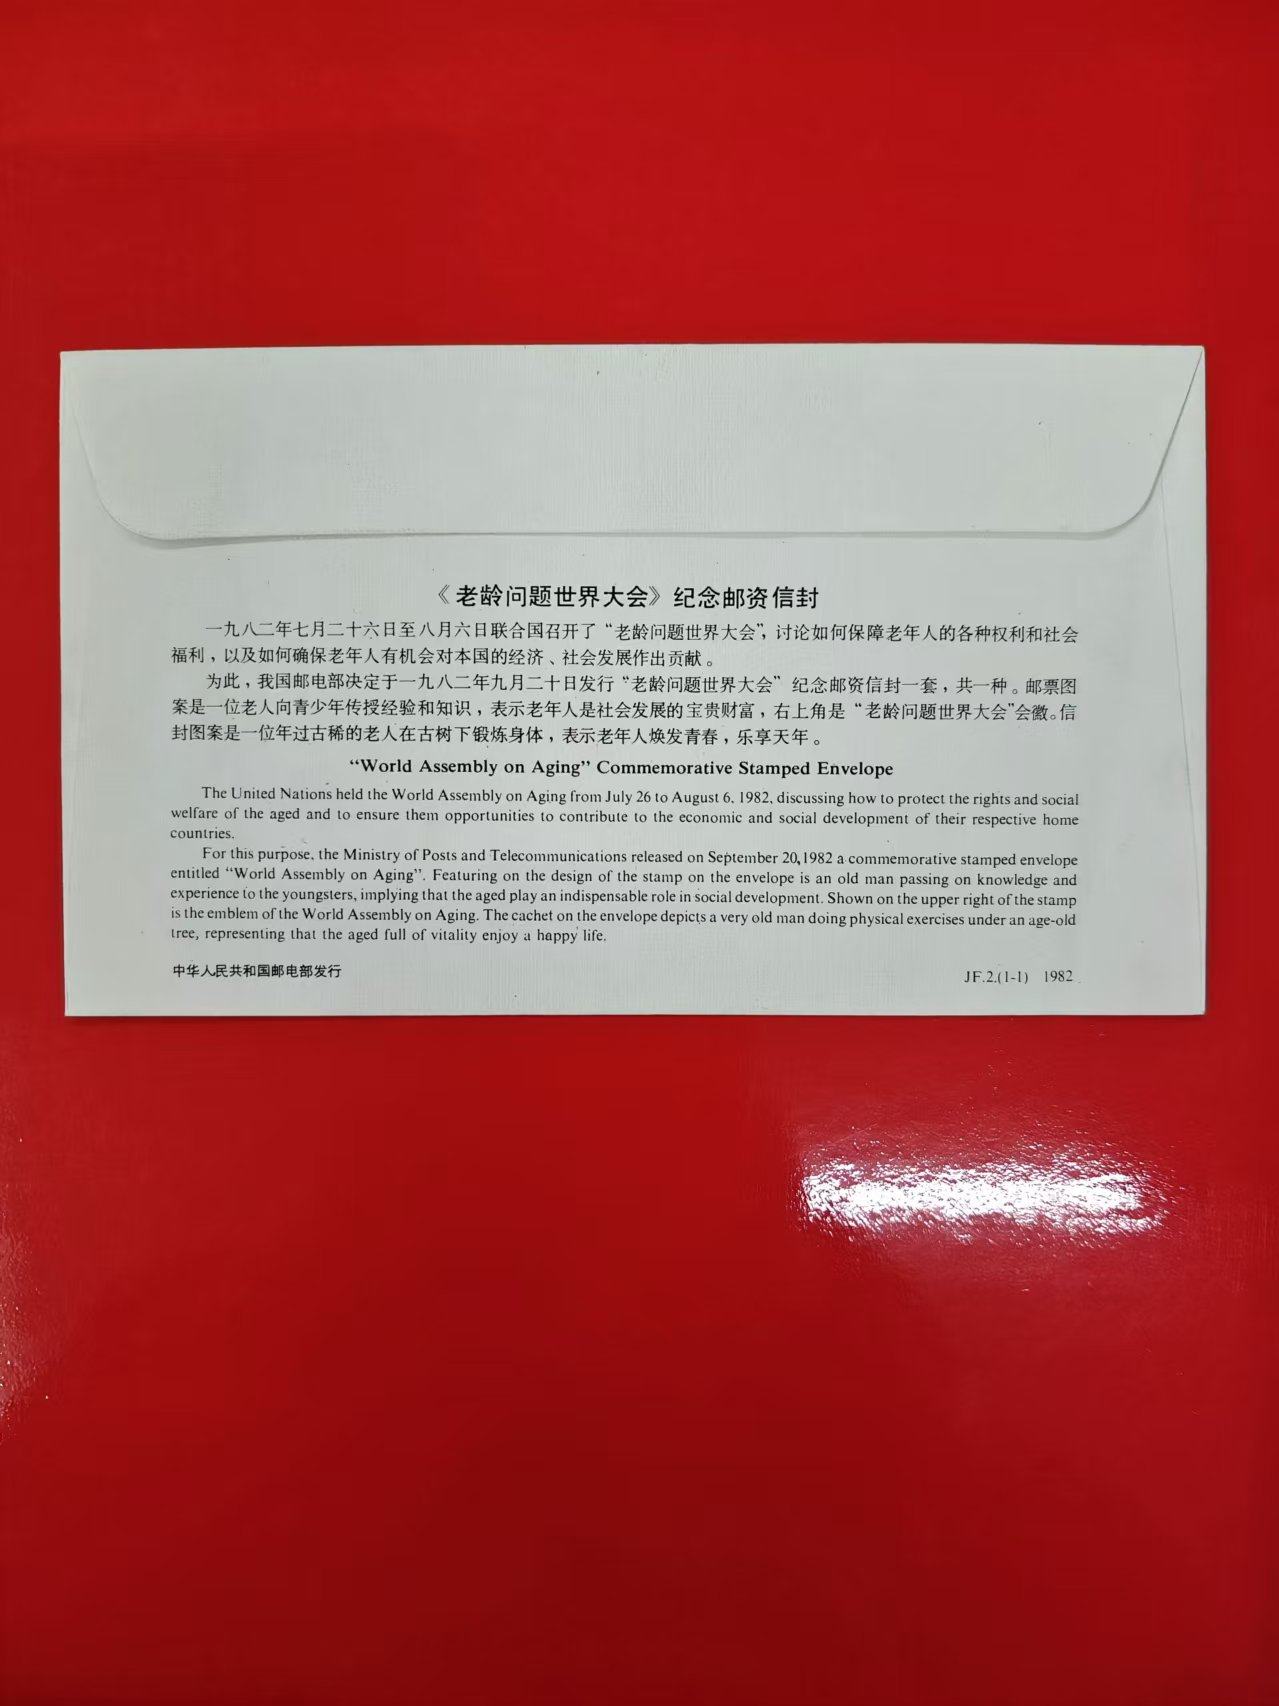 《老龄问题世界大会》纪念邮资信封
一九八二年七月二十六日至八月六日联合国召开了“老龄问题世界大会”，讨论如何保障老年人的各种权利和社会
福利，以及如何确保老年人有机会对本国的经济、社会发展作出贡献。
为此，我国邮电部决定于一九八二年九月二十日发行“老龄问题世界大会”纪念邮资信封一套，共一种。邮票图
案是一位老人向青少年传授经验和知识，表示老年人是社会发展的宝贵财富，右上角是“老龄问题世界大会”会徽。信
封图案是一位年过古稀的老人在古树下锻炼身体，表示老年人焕发青春，乐享天年。
“World Assembly on Aging” Commemorative Stamped Envelope
The United Nations held the World Assembly on Aging from July 26 to August 6, 1982, discussing how to protect the rights and social
welfare of the aged and to ensure them opportunities to contribute to the economic and social development of their respective home
countries.
For this purpose, the Ministry of Posts and Telecommunications released on September 20,1982 a commemorative stamped envelope
entitled “World Assembly on Aging”. Featuring on the design of the stamp on the envelope is an old man passing on knowledge and
experience to the youngsters, implying that the aged play an indispensable role in social development. Shown on the upper right of the stamp
is the emblem of the World Assembly on Aging. The cachet on the envelope depicts a very old man doing physical exercises under an age-old
tree, representing that the aged full of vitality enjoy a happy life.
中华人民共和国邮电部发行
JF.2.(1-1) 1982